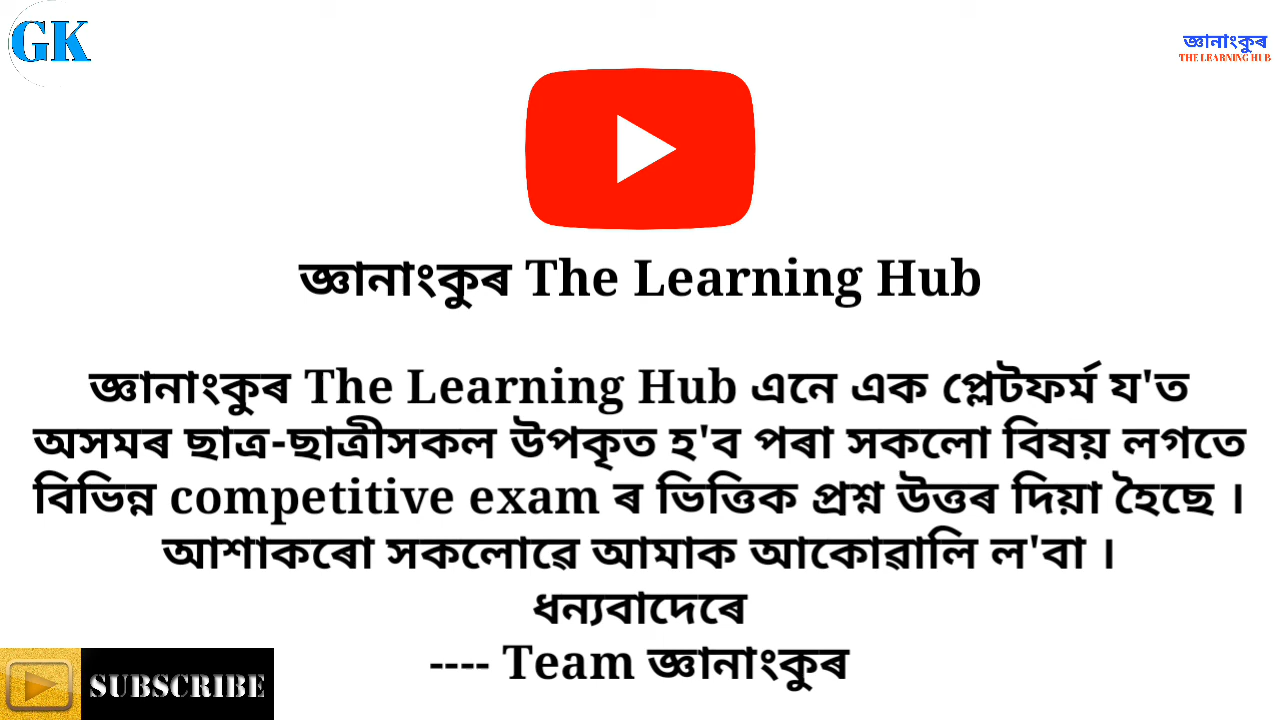 GK
জ্ঞানাংকুৰ
THE LEARNING HUB
জ্ঞানাংকুৰ The Learning Hub
জ্ঞানাংকুৰ The Learning Hub এনে এক প্লেটফৰ্ম য'ত
অসমৰ ছাত্ৰ-ছাত্ৰীসকল উপকৃত হ'ব পৰা সকলো বিষয় লগতে
বিভিন্ন competitive exam ৰ ভিত্তিক প্ৰশ্ন উত্তৰ দিয়া হৈছে ।
আশাকৰো সকলোৱে আমাক আকোৱালি ল'বা ।
ধন্যবাদেৰে
---- Team জ্ঞানাংকুৰ
SUBSCRIBE